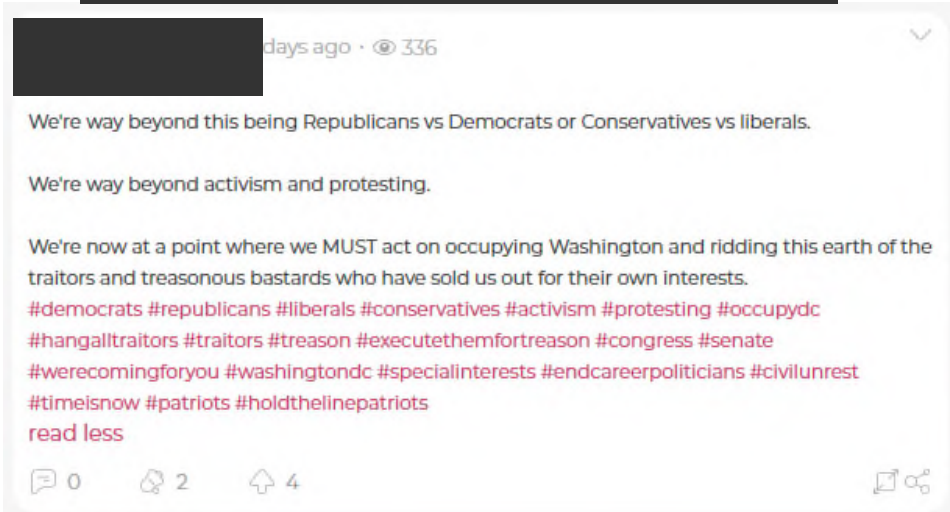 days ago · 336
We're way beyond this being Republicans vs Democrats or Conservatives vs liberals.
We're way beyond activism and protesting.
We're now at a point where we MUST act on occupying Washington and ridding this earth of the
traitors and treasonous bastards who have sold us out for their own interests.
#democrats #republicans #liberals #conservatives #activism #protesting #occupydc
#hangalltraitors #traitors #treason #executethemfortreason #congress #senate
#werecomingforyou #washingtondc #specialinterests #endcareerpoliticians #civilunrest
#timeisnow #patriots #holdthelinepatriots
read less
0 2 4